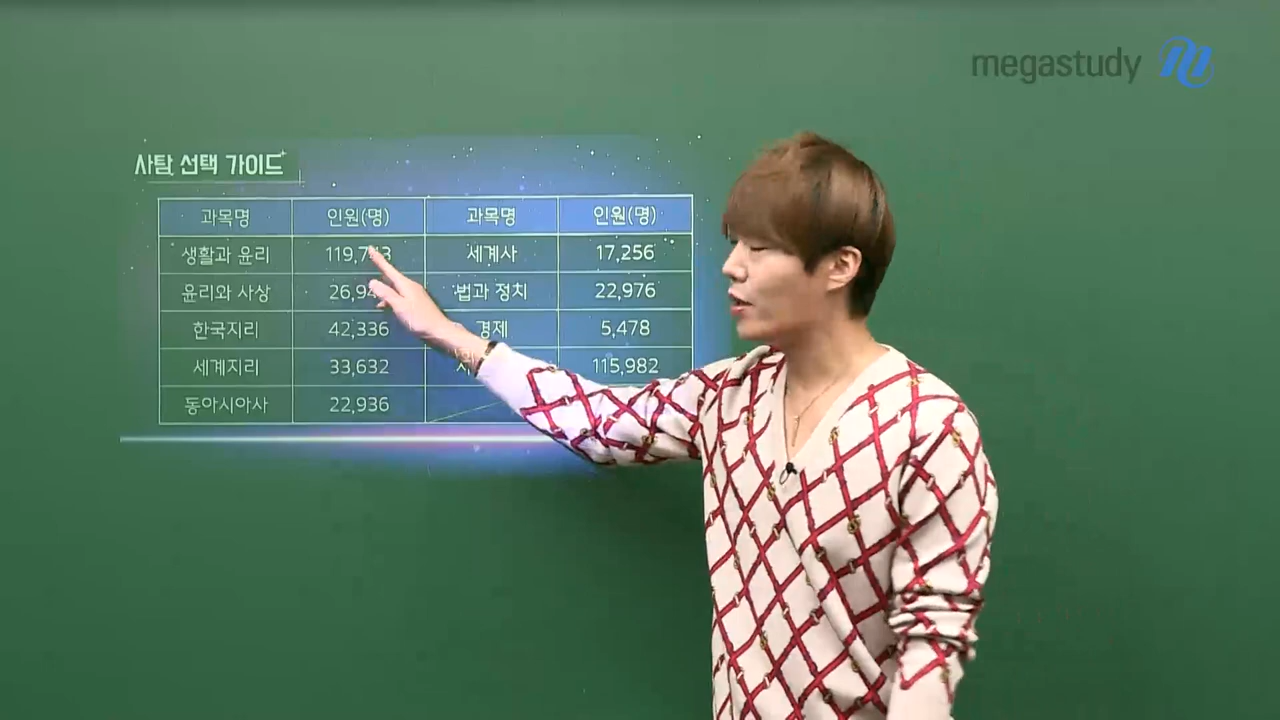 megastudy
사탐 선택 가이드
과목명 인원(명) 과목명 인원(명)
생활과 윤리 세계사 17,256
윤리와 사상 법과 정치 22,976
한국지리 42,336 경제 5,478
세계지리 33,632 115,982
동아시아사 22,936